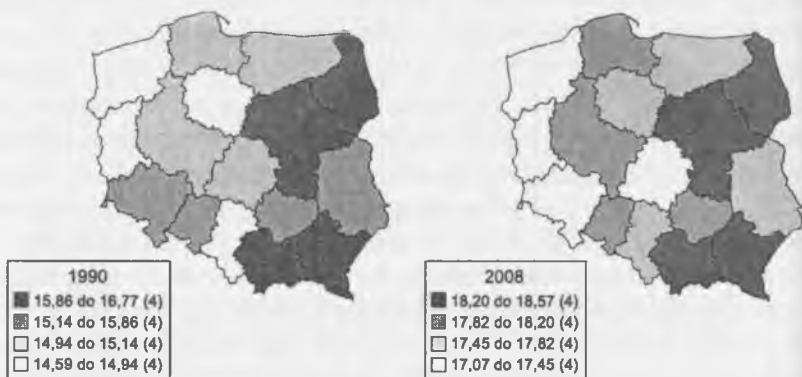 1990
15,86 do 16,77 (4)
15,14 do 15,86 (4)
14,94 do 15,14 (4)
14,59 do 14,94 (4)
2008
18,20 do 18,57 (4)
17,82 do 18,20 (4)
17,45 do 17,82 (4)
17,07 do 17,45 (4)